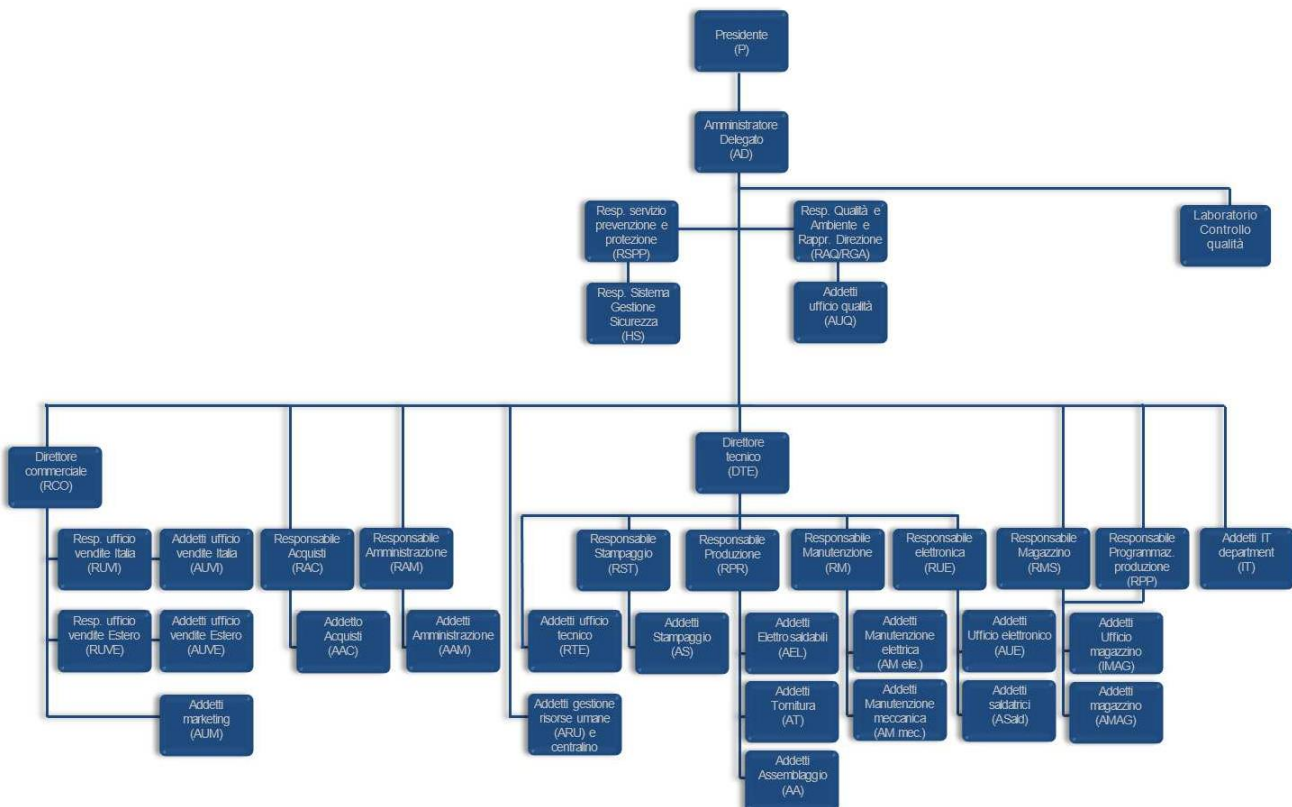 Presidente
(P)
Amministratore
Delegato
(AD)
Resp. servizio
prevenzione e
protezione
(RSPP)
Resp. Qualità e
Ambiente e
Rappr. Direzione
(RAQ/RGA)
Laboratorio
Controllo
qualità
Resp. Sistema
Gestione
Sicurezza
(HS)
Addetti
ufficio qualità
(AUQ)
Direttore
commerciale
(RCO)
Direttore
tecnico
(DTE)
Resp. ufficio
vendite Italia
(RUVI)
Addetti ufficio
vendite Italia
(AUVI)
Responsabile
Acquisti
(RAC)
Responsabile
Amministrazione
(RAM)
Responsabile
Stampaggio
(RST)
Responsabile
Produzione
(RPR)
Responsabile
Manutenzione
(RM)
Responsabile
elettronica
(RUE)
Responsabile
Magazzino
(RMS)
Responsabile
Programmaz.
produzione
(RPP)
Addetti IT
department
(IT)
Resp. ufficio
vendite Estero
(RUVE)
Addetti ufficio
vendite Estero
(AUVE)
Addetto
Acquisti
(AAC)
Addetti
Amministrazione
(AAM)
Addetti ufficio
tecnico
(RTE)
Addetti
Stampaggio
(AS)
Addetti
Elettrosaldabili
(AEL)
Addetti
Manutenzione
elettrica
(AM ele.)
Addetti
Ufficio elettronico
(AUE)
Addetti
Ufficio
magazzino
(IMAG)
Addetti
marketing
(AUM)
Addetti gestione
risorse umane
(ARU) e
centralino
Addetti
Tornitura
(AT)
Addetti
Manutenzione
meccanica
(AM mec.)
Addetti
saldatrici
(ASald)
Addetti
magazzino
(AMAG)
Addetti
Assemblaggio
(AA)